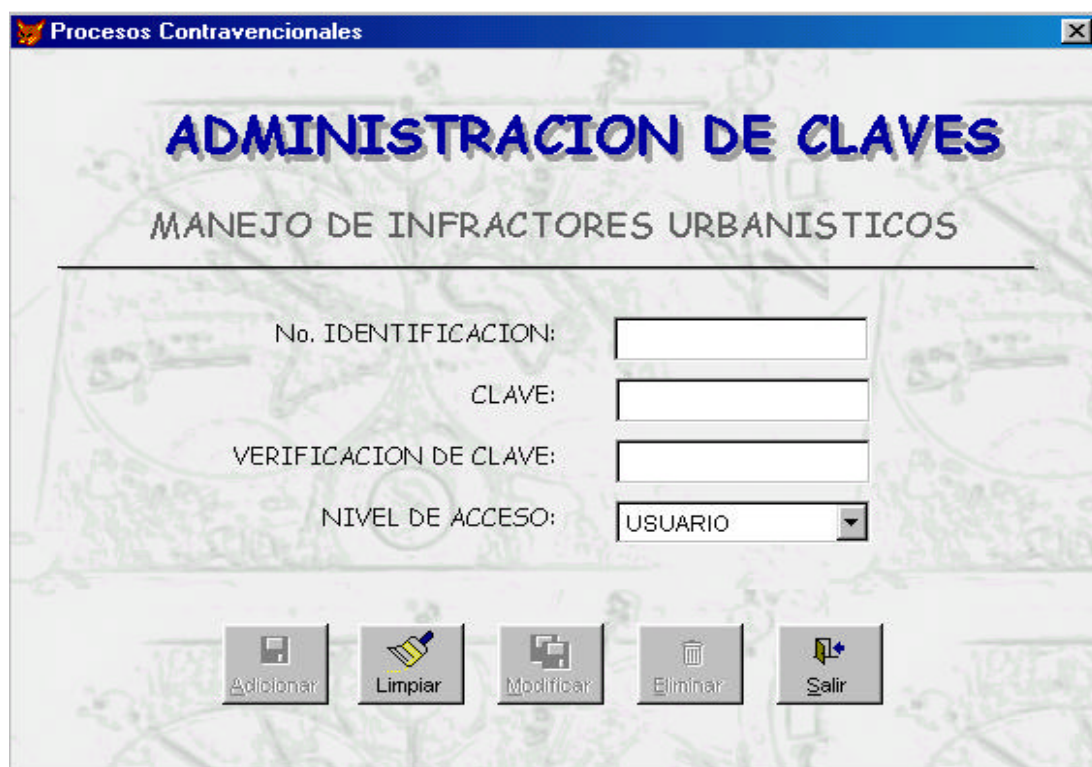 Procesos Contravencionales
ADMINISTRACION DE CLAVES
MANEJO DE INFRACTORES URBANISTICOS
No. IDENTIFICACION:
CLAVE:
VERIFICACION DE CLAVE:
NIVEL DE ACCESO: USUARIO
Adicionar Limpiar Modificar Eliminar Salir